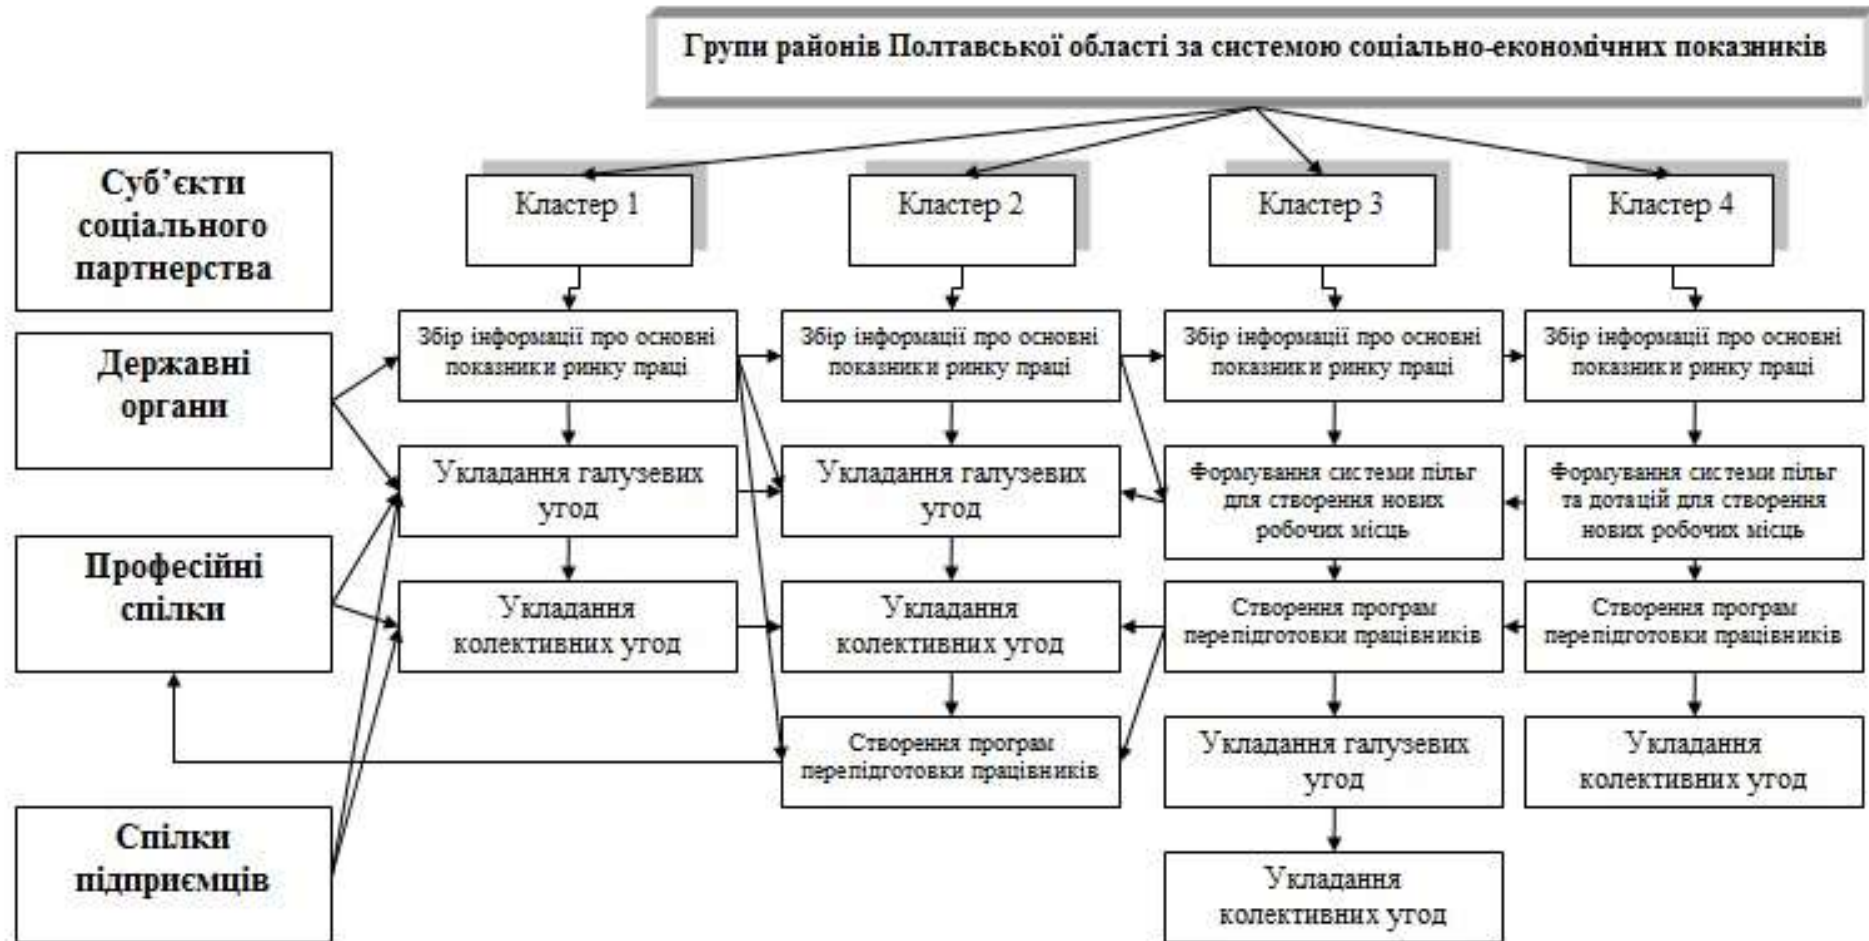 Групи районів Полтавської області за системою соціально-економічних показників
Суб’єкти
соціального
партнерства
Кластер 1
Кластер 2
Кластер 3
Кластер 4
Державні
органи
Збір інформації про основні
показники ринку праці
Збір інформації про основні
показники ринку праці
Збір інформації про основні
показники ринку праці
Збір інформації про основні
показники ринку праці
Укладання галузевих
угод
Укладання галузевих
угод
Формування системи пільг
для створення нових
робочих місць
Формування системи пільг
та дотацій для створення
нових робочих місць
Професійні
спілки
Укладання
колективних угод
Укладання
колективних угод
Створення програм
перепідготовки працівників
Створення програм
перепідготовки працівників
Створення програм
перепідготовки працівників
Укладання галузевих
угод
Укладання
колективних угод
Спілки
підприємців
Укладання
колективних угод